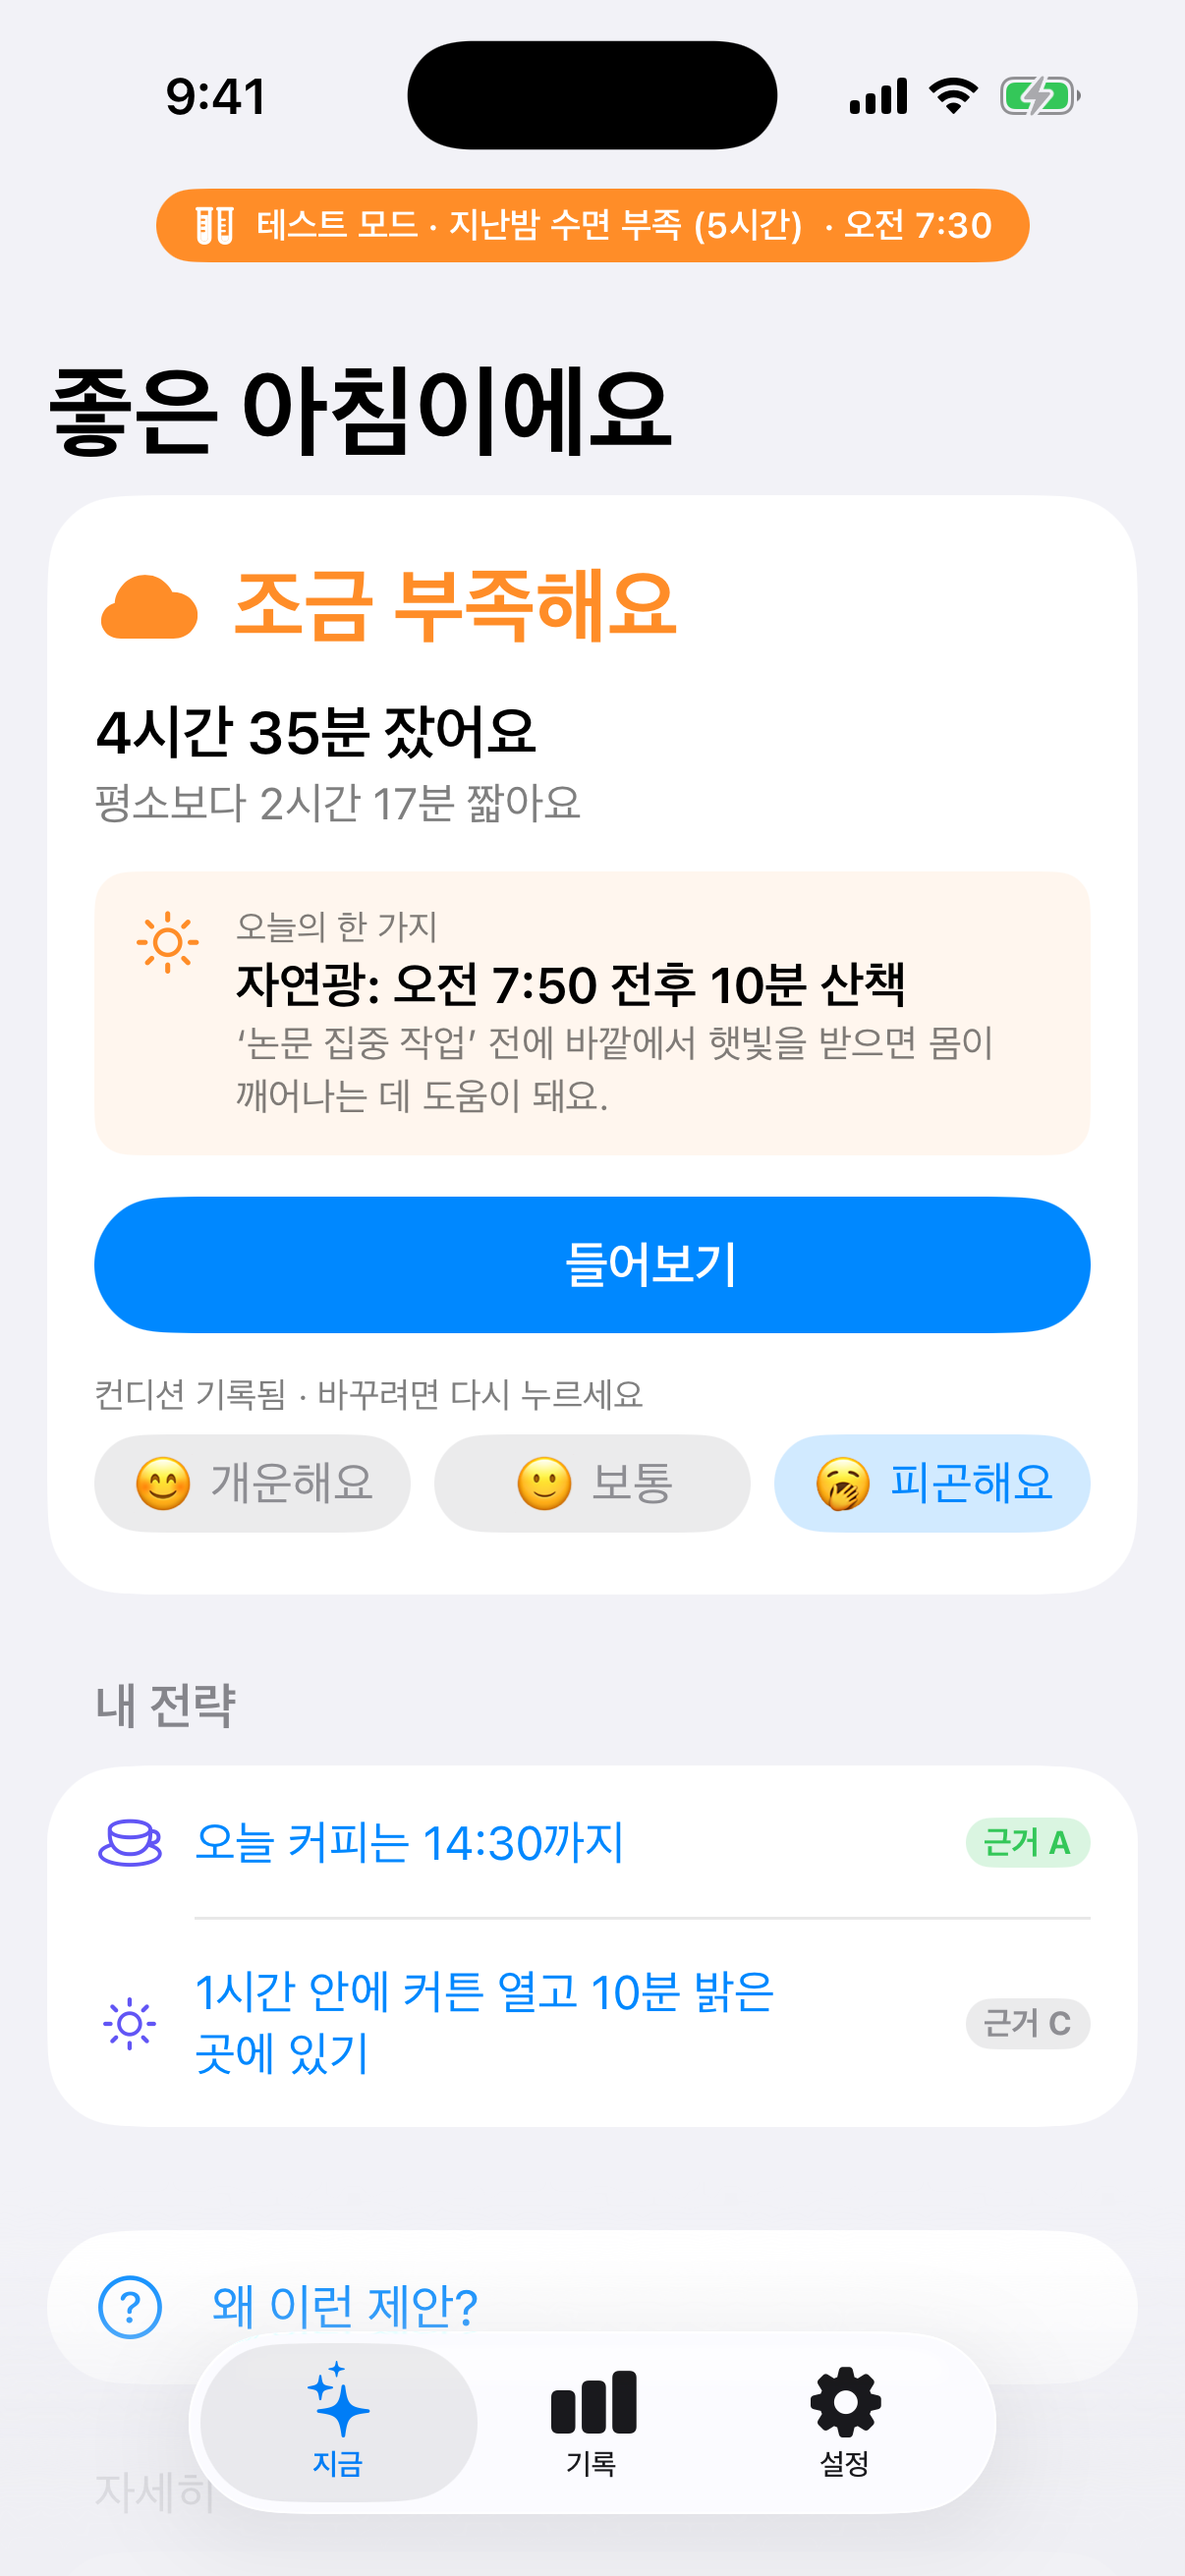 9:41
테스트 모드 · 지난밤 수면 부족 (5시간) · 오전 7:30
좋은 아침이에요
조금 부족해요
4시간 35분 잤어요
평소보다 2시간 17분 짧아요
오늘의 한 가지
자연광: 오전 7:50 전후 10분 산책
‘논문 집중 작업’ 전에 바깥에서 햇빛을 받으면 몸이
깨어나는 데 도움이 돼요.
들어보기
컨디션 기록됨 · 바꾸려면 다시 누르세요
개운해요
보통
피곤해요
내 전략
오늘 커피는 14:30까지
근거 A
1시간 안에 커튼 열고 10분 밝은
곳에 있기
근거 C
왜 이런 제안?
지금
기록
설정
자세히